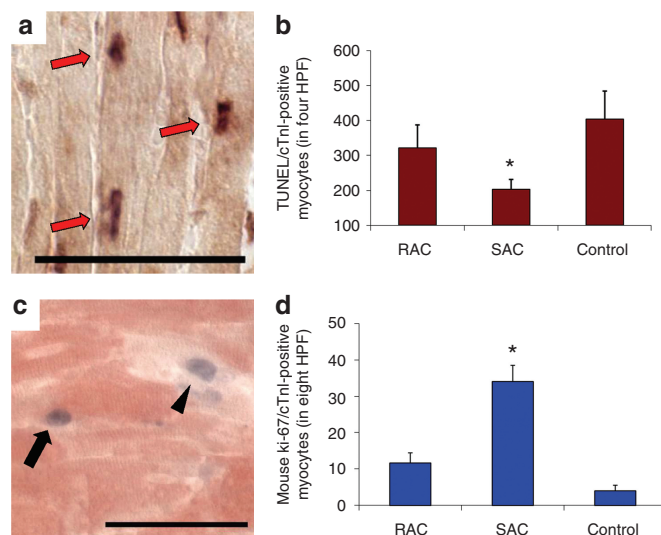 a
b
TUNEL/cTnI-positive
myocytes (in four HPF)
600
500
400
300
200
100
*
RAC SAC Control
c
d
Mouse ki-67/cTnI-positive
myocytes (in eight HPF)
50
40
30
20
10
0
*
RAC SAC Control